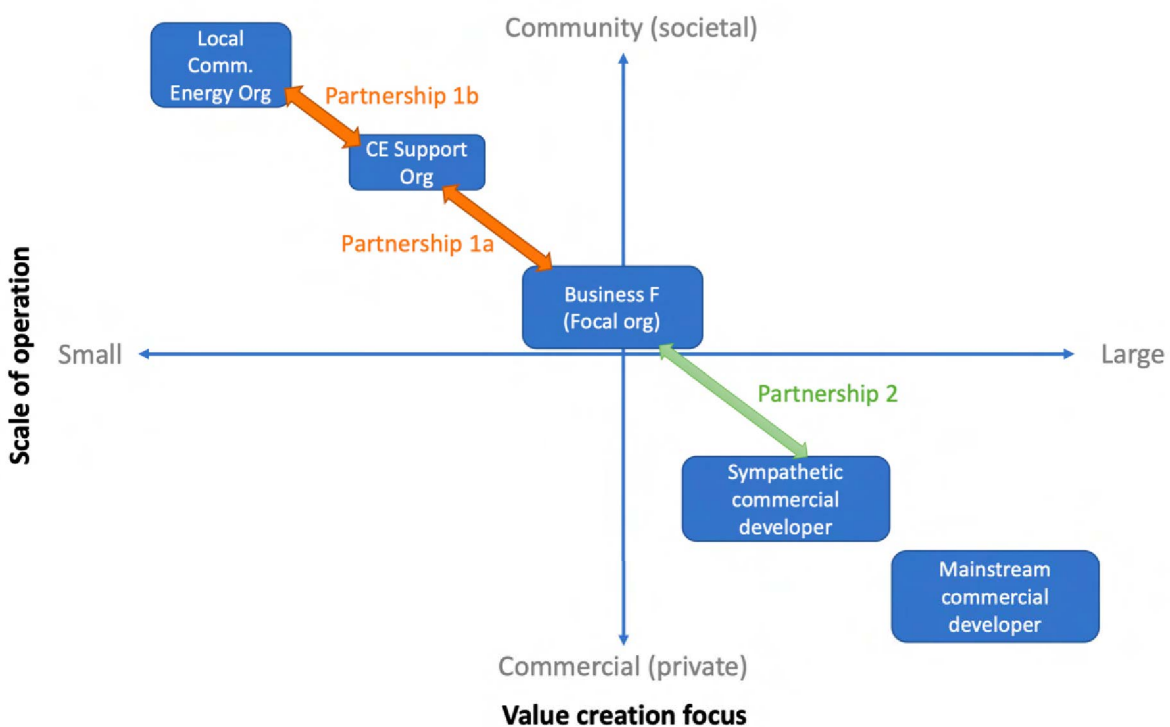 Community (societal)
Local
Comm.
Energy Org
Partnership 1b
CE Support
Org
Partnership 1a
Business F
(Focal org)
Scale of operation
Small
Large
Partnership 2
Sympathetic
commercial
developer
Mainstream
commercial
developer
Commercial (private)
Value creation focus